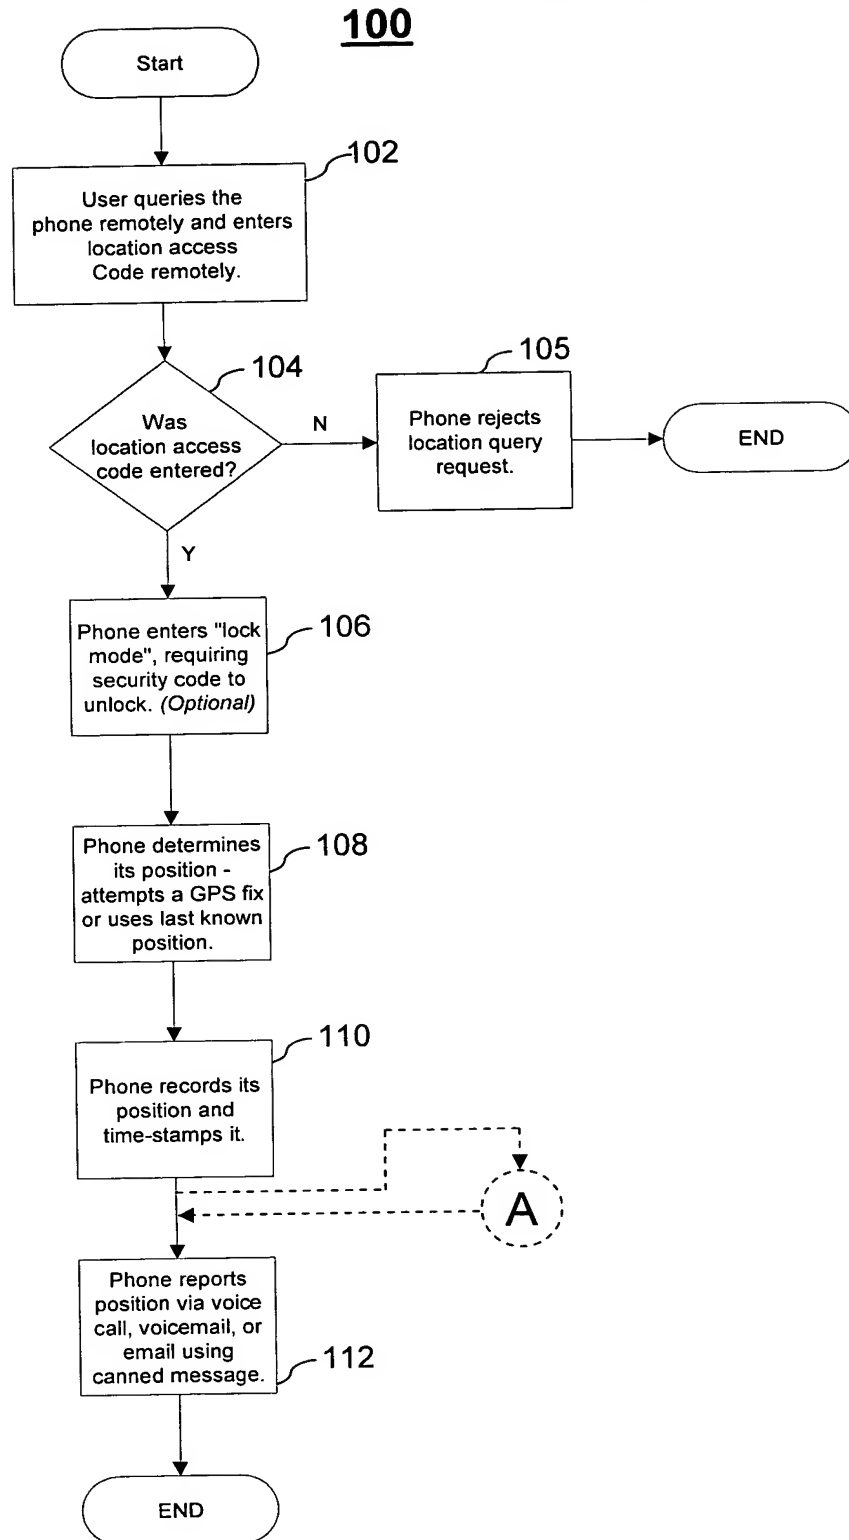 100
Start
102
User queries the
phone remotely and enters
location access
Code remotely.
104
Was
location access
code entered?
N
105
Phone rejects
location query
request.
END
Y
106
Phone enters "lock
mode", requiring
security code to
unlock. (Optional)
108
Phone determines
its position -
attempts a GPS fix
or uses last known
position.
110
Phone records its
position and
time-stamps it.
A
Phone reports
position via voice
call, voicemail, or
email using
canned message.
112
END